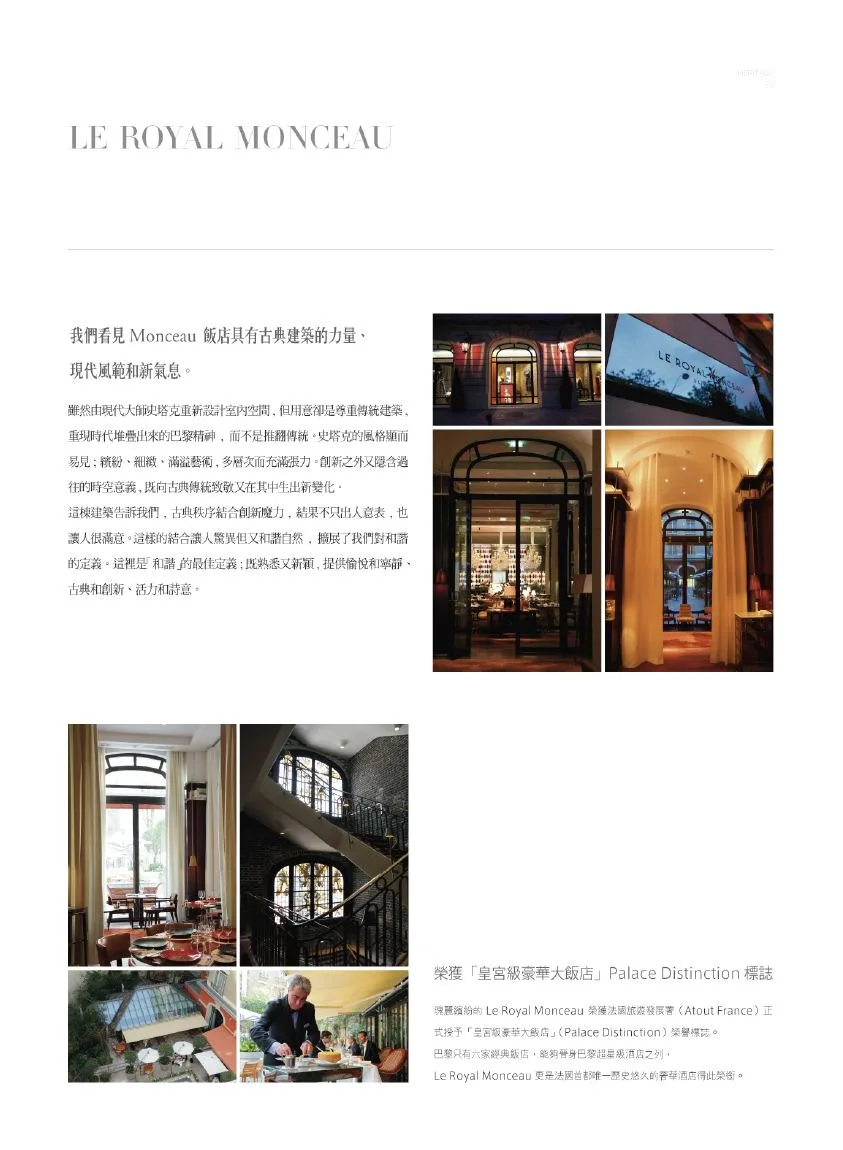 LE ROYAL MONCEAU
我們看見 Monceau 飯店具有古典建築的力量、
現代風範和新氣息。
雖然由現代大師史塔克重新設計室內空間，但用意卻是尊重傳統建築，
重現時代堆疊出來的巴黎精神，而不是推翻傳統。史塔克的風格顯而
易見；繽紛、細緻、滿溢藝術，多層次而充滿張力。創新之外又隱含過
往的時空意義，既向古典傳統致敬又在其中生出新變化。
這棟建築告訴我們，古典秩序結合創新魔力，結果不只出人意表，也
讓人很滿意。這樣的結合讓人驚異但又和諧自然，擴展了我們對和諧
的定義。這裡是「和諧」的最佳定義；既熟悉又新穎，提供愉悅和寧靜、
古典和創新、活力和詩意。
LE ROYAL MONCEAU
榮獲「皇宮級豪華大飯店」Palace Distinction 標誌
瑰麗繽紛的 Le Royal Monceau 榮獲法國旅遊發展署（Atout France）正
式授予「皇宮級豪華大飯店」（Palace Distinction）榮譽標誌。
巴黎只有六家經典飯店，能夠晉身巴黎超星級酒店之列，
Le Royal Monceau 更是法國首都唯一歷史悠久的奢華酒店得此榮銜。